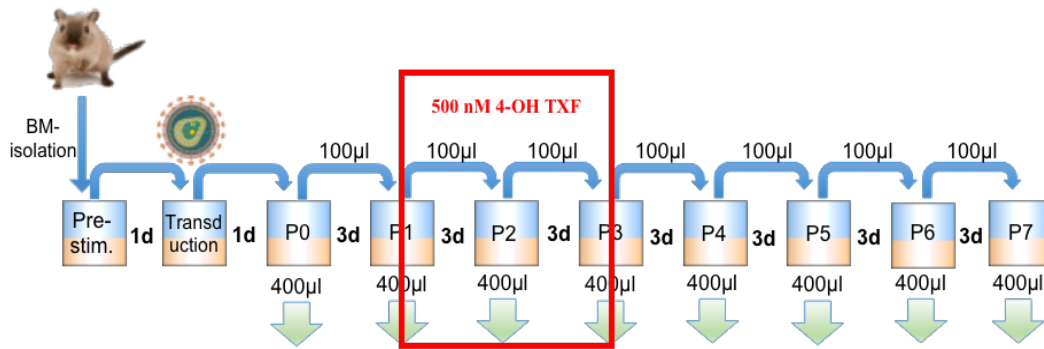 500 nM 4-OH TXF
BM-
isolation
100µl 100µl 100µl 100µl 100µl 100µl 100µl
Pre-
stim.
1d
Transd
uction
1d
P0 3d P1 3d P2 3d P3 3d P4 3d P5 3d P6 3d P7
400µl 400µl 400µl 400µl 400µl 400µl 400µl 400µl